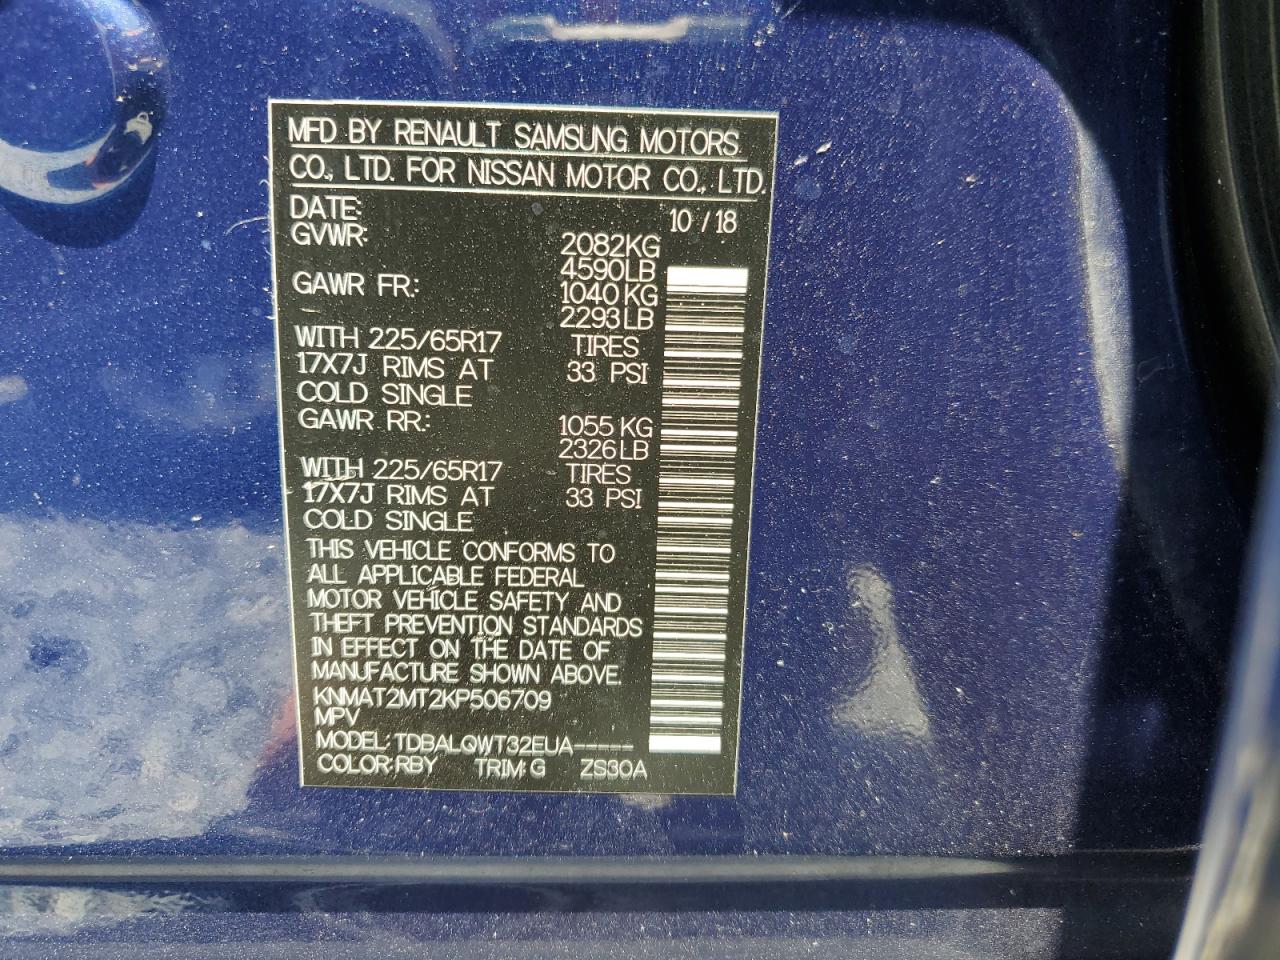 MFD BY RENAULT SAMSUNG MOTORS
CO., LTD. FOR NISSAN MOTOR CO., LTD.
DATE: 10 / 18
GVWR: 2082KG
4590LB
GAWR FR.: 1040 KG
2293 LB
WITH 225/65R17 TIRES
17X7J RIMS AT 33 PSI
COLD SINGLE
GAWR RR.: 1055 KG
2326 LB
WITH 225/65R17 TIRES
17X7J RIMS AT 33 PSI
COLD SINGLE
THIS VEHICLE CONFORMS TO
ALL APPLICABLE FEDERAL
MOTOR VEHICLE SAFETY AND
THEFT PREVENTION STANDARDS
IN EFFECT ON THE DATE OF
MANUFACTURE SHOWN ABOVE.
KNMAT2MT2KP506709
MPV
MODEL: TDBALQWT32EUA-----
COLOR: RBY TRIM: G ZS30A